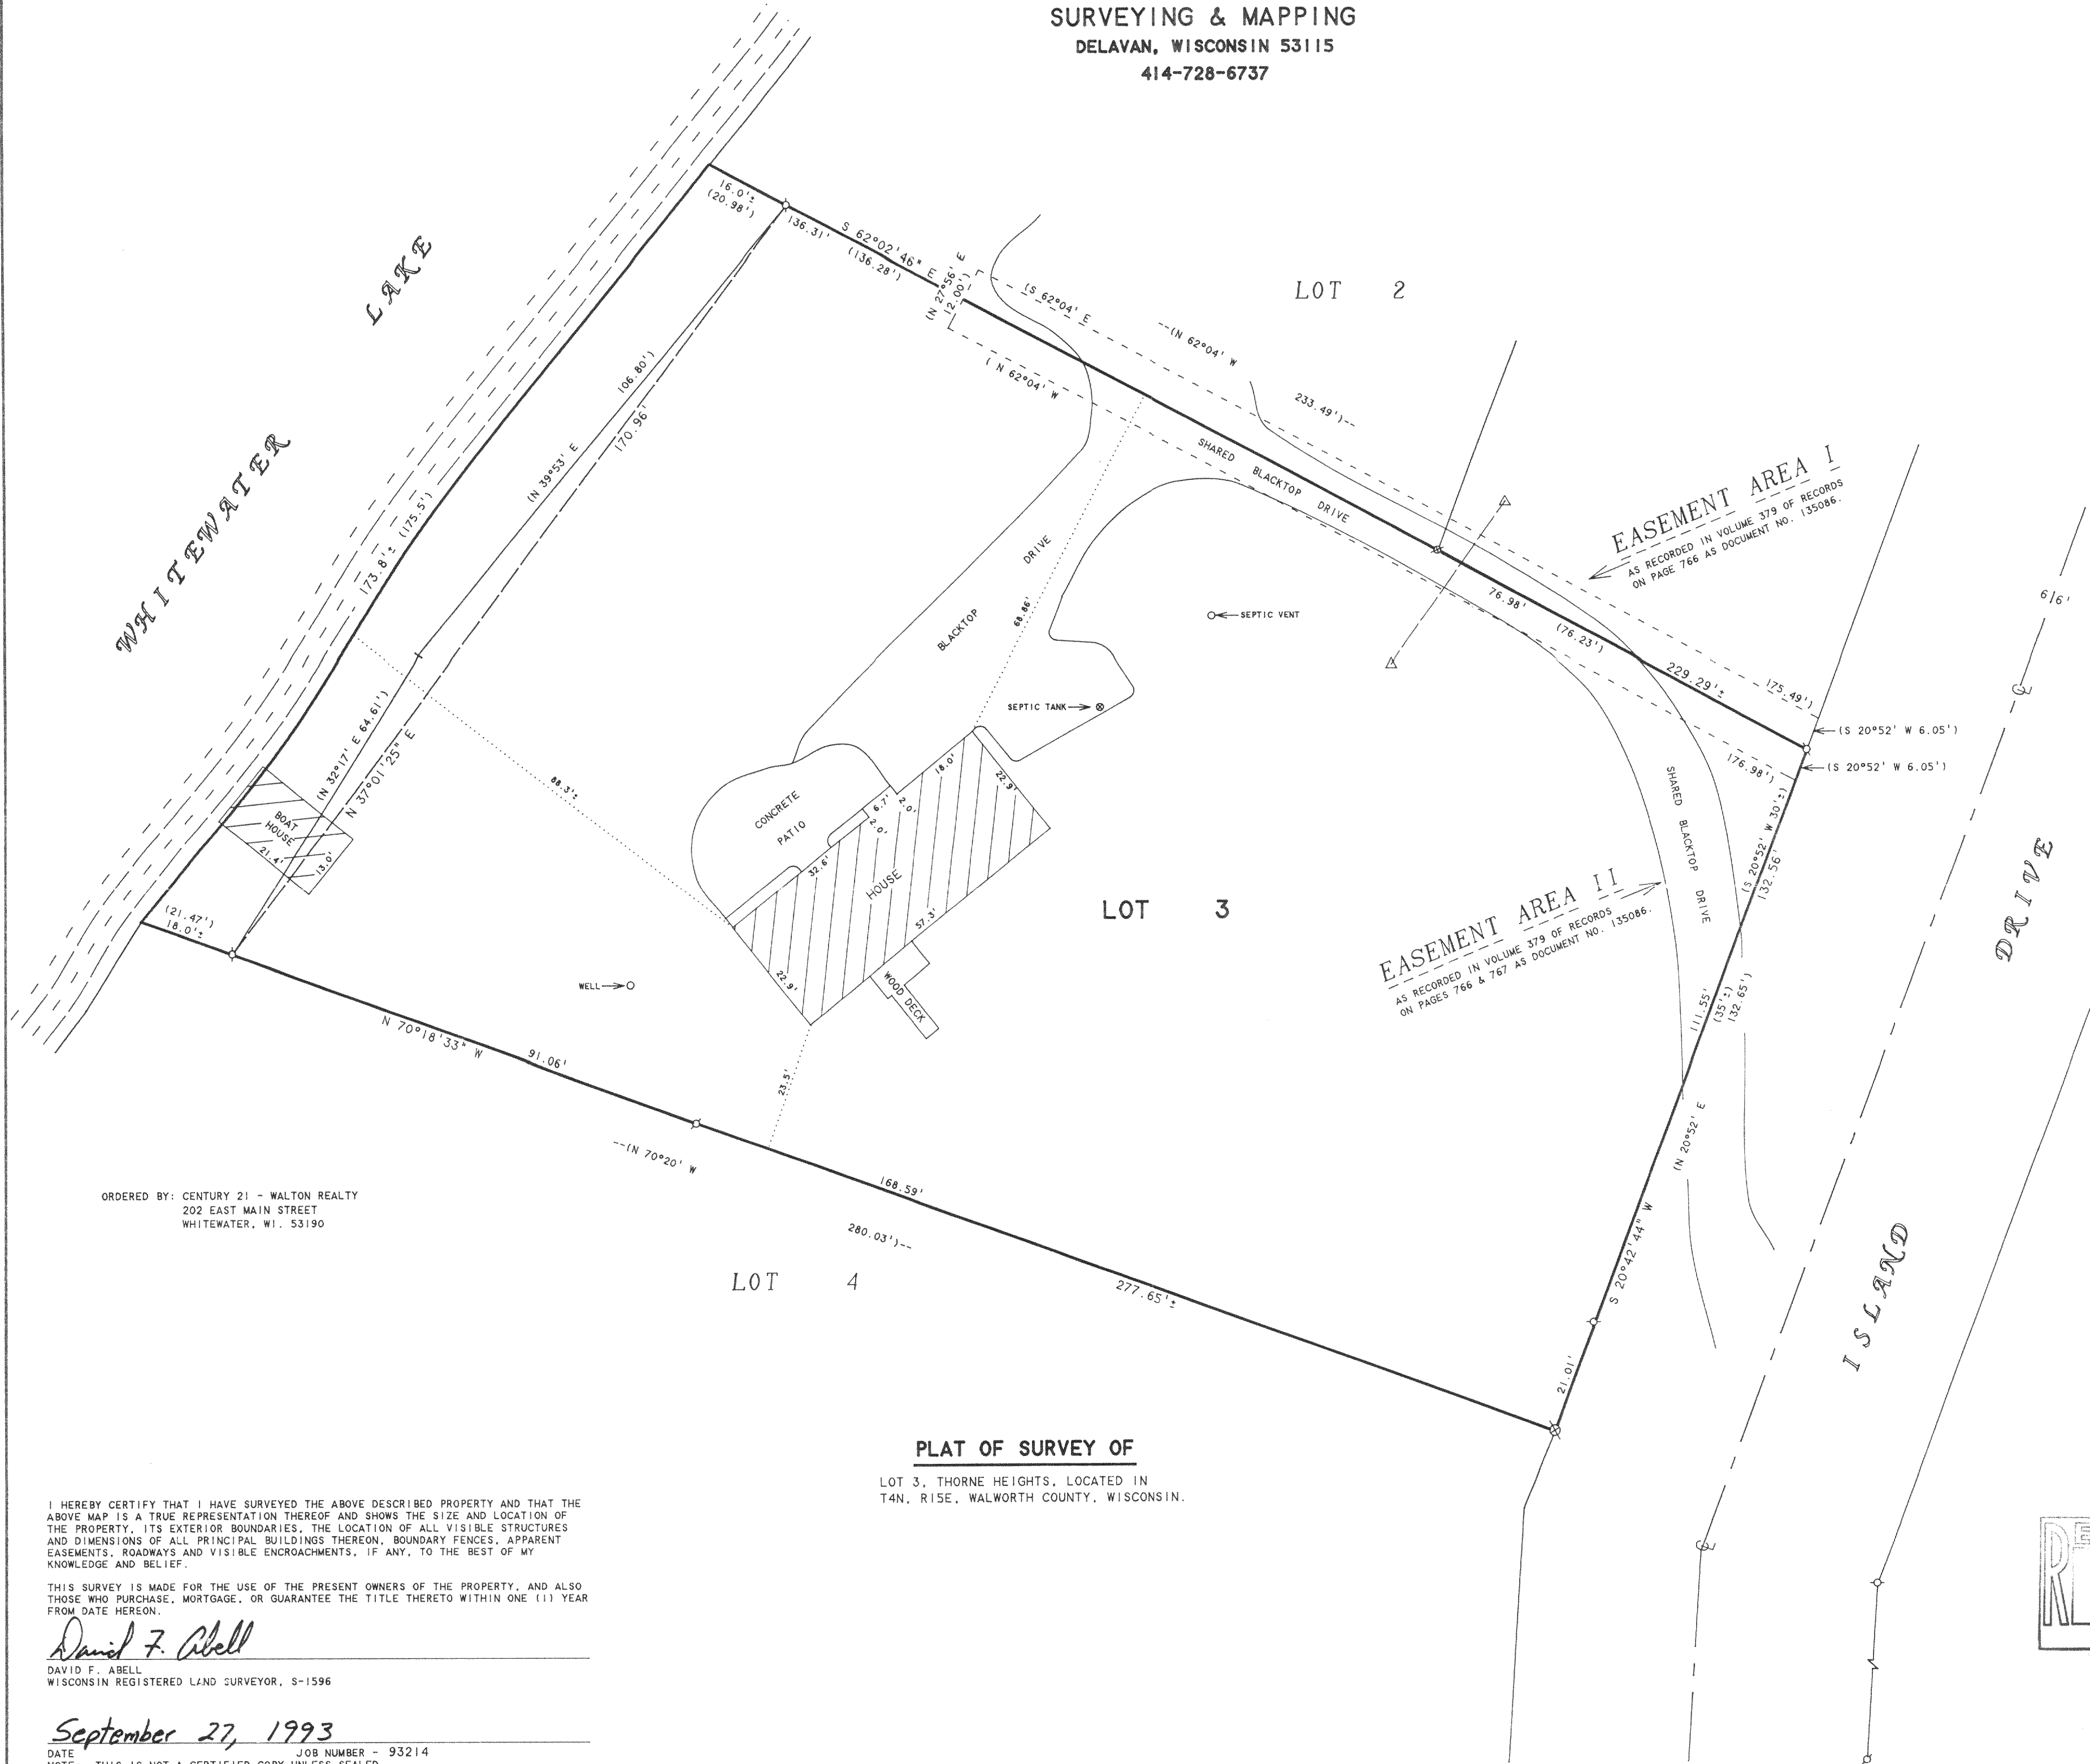 SURVEYING & MAPPING
DELAVAN, WISCONSIN 53115
414-728-6737
WHITEWATER LAKE
16.0'±
(20.98')
136.31'
S 62°02'46" E
(136.28')
(N 27°56' E
12.00')
(S 62°04' E
--(N 62°04' W
233.49')--
( N 62°04' W
LOT 2
106.80')
170.96'
(N 39°53' E
173.8'± (175.5')
SHARED BLACKTOP DRIVE
EASEMENT AREA I
AS RECORDED IN VOLUME 379 OF RECORDS
ON PAGE 766 AS DOCUMENT NO. 135086.
616'
BLACKTOP DRIVE
68.86'
SEPTIC VENT
76.98'
(76.23')
229.29'±
175.49')
(S 20°52' W 6.05')
(S 20°52' W 6.05')
176.98')
SEPTIC TANK
(N 32°17' E 64.61')
N 37°01'25" E
88.3'±
BOAT
HOUSE
21.4'
13.0'
(21.47')
18.0'±
CONCRETE
PATIO
18.0'
22.9'
6.7'
2.0'
2.0'
32.6'
HOUSE
57.3'
22.9'
WOOD DECK
WELL
23.5'
LOT 3
SHARED BLACKTOP DRIVE
(S 20°52' W 30'±)
132.56'
EASEMENT AREA II
AS RECORDED IN VOLUME 379 OF RECORDS
ON PAGES 766 & 767 AS DOCUMENT NO. 135086.
111.55'
(35'±)
132.65')
(N 20°52' E
S 20°42'44" W
21.01'
ISLAND DRIVE
N 70°18'33" W
91.06'
--(N 70°20' W
168.59'
280.03')--
277.65'±
LOT 4
ORDERED BY: CENTURY 21 - WALTON REALTY
202 EAST MAIN STREET
WHITEWATER, WI. 53190
PLAT OF SURVEY OF
LOT 3, THORNE HEIGHTS, LOCATED IN
T4N, R15E, WALWORTH COUNTY, WISCONSIN.
I HEREBY CERTIFY THAT I HAVE SURVEYED THE ABOVE DESCRIBED PROPERTY AND THAT THE
ABOVE MAP IS A TRUE REPRESENTATION THEREOF AND SHOWS THE SIZE AND LOCATION OF
THE PROPERTY, ITS EXTERIOR BOUNDARIES, THE LOCATION OF ALL VISIBLE STRUCTURES
AND DIMENSIONS OF ALL PRINCIPAL BUILDINGS THEREON, BOUNDARY FENCES, APPARENT
EASEMENTS, ROADWAYS AND VISIBLE ENCROACHMENTS, IF ANY, TO THE BEST OF MY
KNOWLEDGE AND BELIEF.
THIS SURVEY IS MADE FOR THE USE OF THE PRESENT OWNERS OF THE PROPERTY, AND ALSO
THOSE WHO PURCHASE, MORTGAGE, OR GUARANTEE THE TITLE THERETO WITHIN ONE (1) YEAR
FROM DATE HEREON.
David F. Abell
DAVID F. ABELL
WISCONSIN REGISTERED LAND SURVEYOR, S-1596
September 27, 1993
DATE JOB NUMBER - 93214
NOTE THIS IS NOT A CERTIFIED COPY UNLESS SEALED